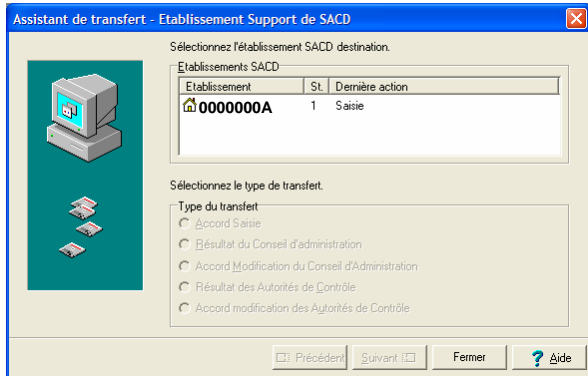 Assistant de transfert - Etablissement Support de SACD
Sélectionnez l'établissement SACD destination.
Etablissements SACD
Etablissement St. Dernière action
0000000A 1 Saisie
Sélectionnez le type de transfert.
Type du transfert
Accord Saisie
Résultat du Conseil d'administration
Accord Modification du Conseil d'Administration
Résultat des Autorités de Contrôle
Accord modification des Autorités de Contrôle
Précédent Suivant Fermer ? Aide